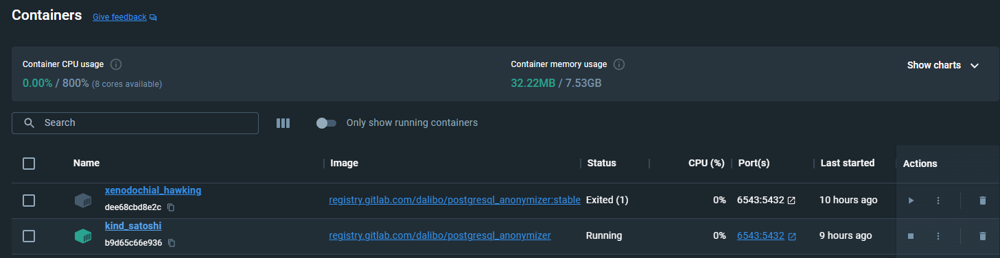 Containers Give feedback
Container CPU usage
0.00% / 800% (8 cores available)
Container memory usage
32.22MB / 7.53GB
Show charts
Search
Only show running containers
Name Image Status CPU (%) Port(s) Last started Actions
xenodochial_hawking
dee68cbd8e2c
registry.gitlab.com/dalibo/postgresql_anonymizer:stable Exited (1) 0% 6543:5432 10 hours ago
kind_satoshi
b9d65c66e936
registry.gitlab.com/dalibo/postgresql_anonymizer Running 0% 6543:5432 9 hours ago